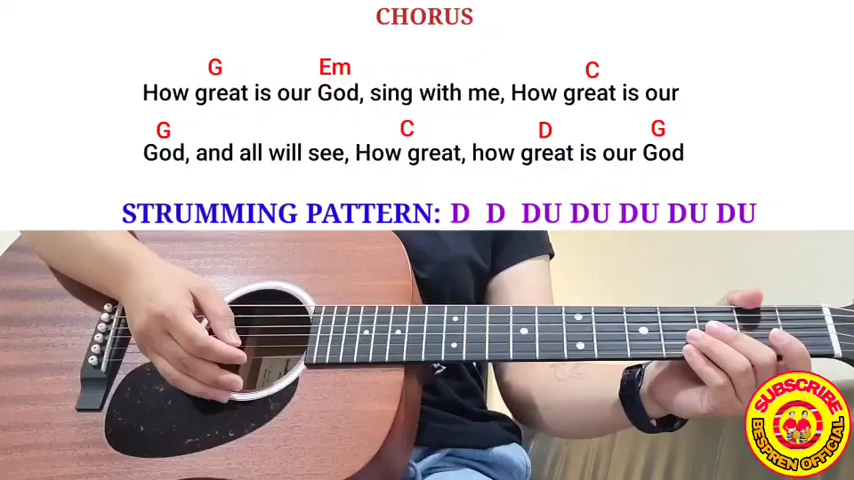 CHORUS
G Em C
How great is our God, sing with me, How great is our
G C D G
God, and all will see, How great, how great is our God
STRUMMING PATTERN: D D DU DU DU DU DU
SUBSCRIBE
BESPREN OFFICIAL